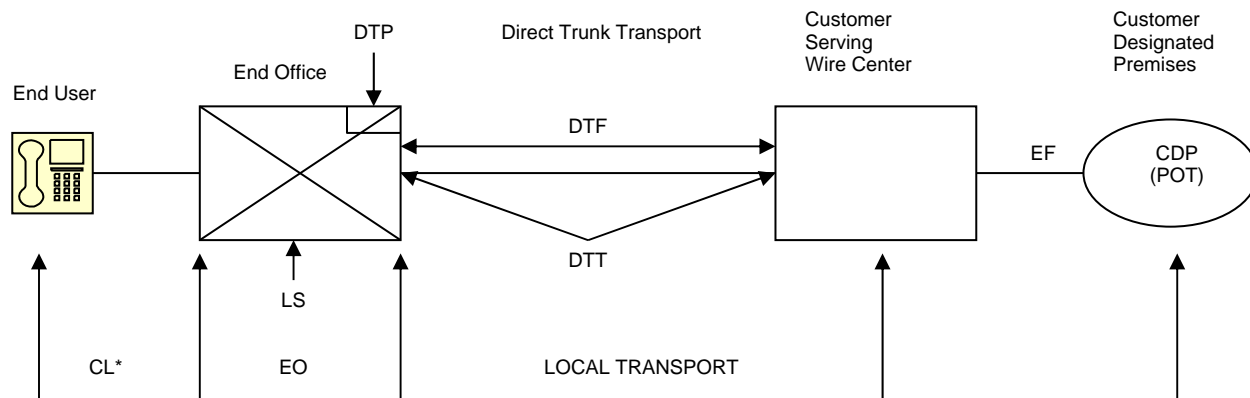 DTP
Direct Trunk Transport
Customer
Serving
Wire Center
Customer
Designated
Premises
End Office
End User
DTF
EF
CDP
(POT)
DTT
LS
CL*
EO
LOCAL TRANSPORT